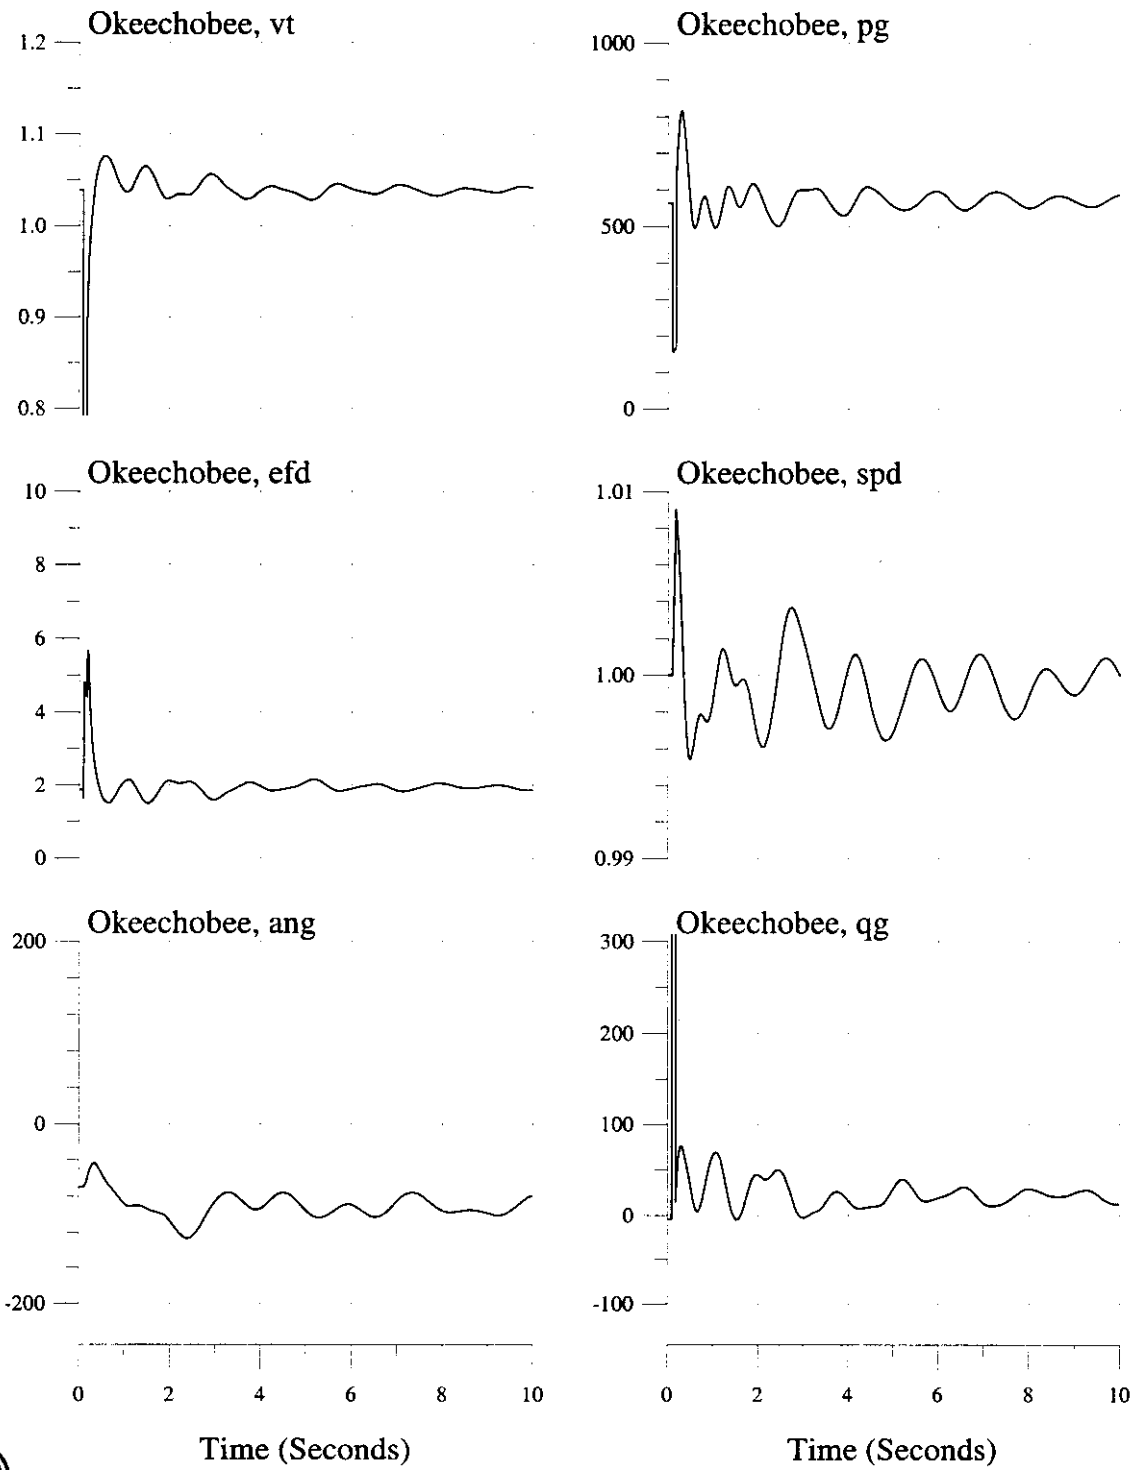 Okeechobee, vt
1.2
1.1
1.0
0.9
0.8
Okeechobee, pg
1000
500
0
Okeechobee, efd
10
8
6
4
2
0
Okeechobee, spd
1.01
1.00
0.99
Okeechobee, ang
200
0
-200
0 2 4 6 8 10
Time (Seconds)
Okeechobee, qg
300
200
100
0
-100
0 2 4 6 8 10
Time (Seconds)